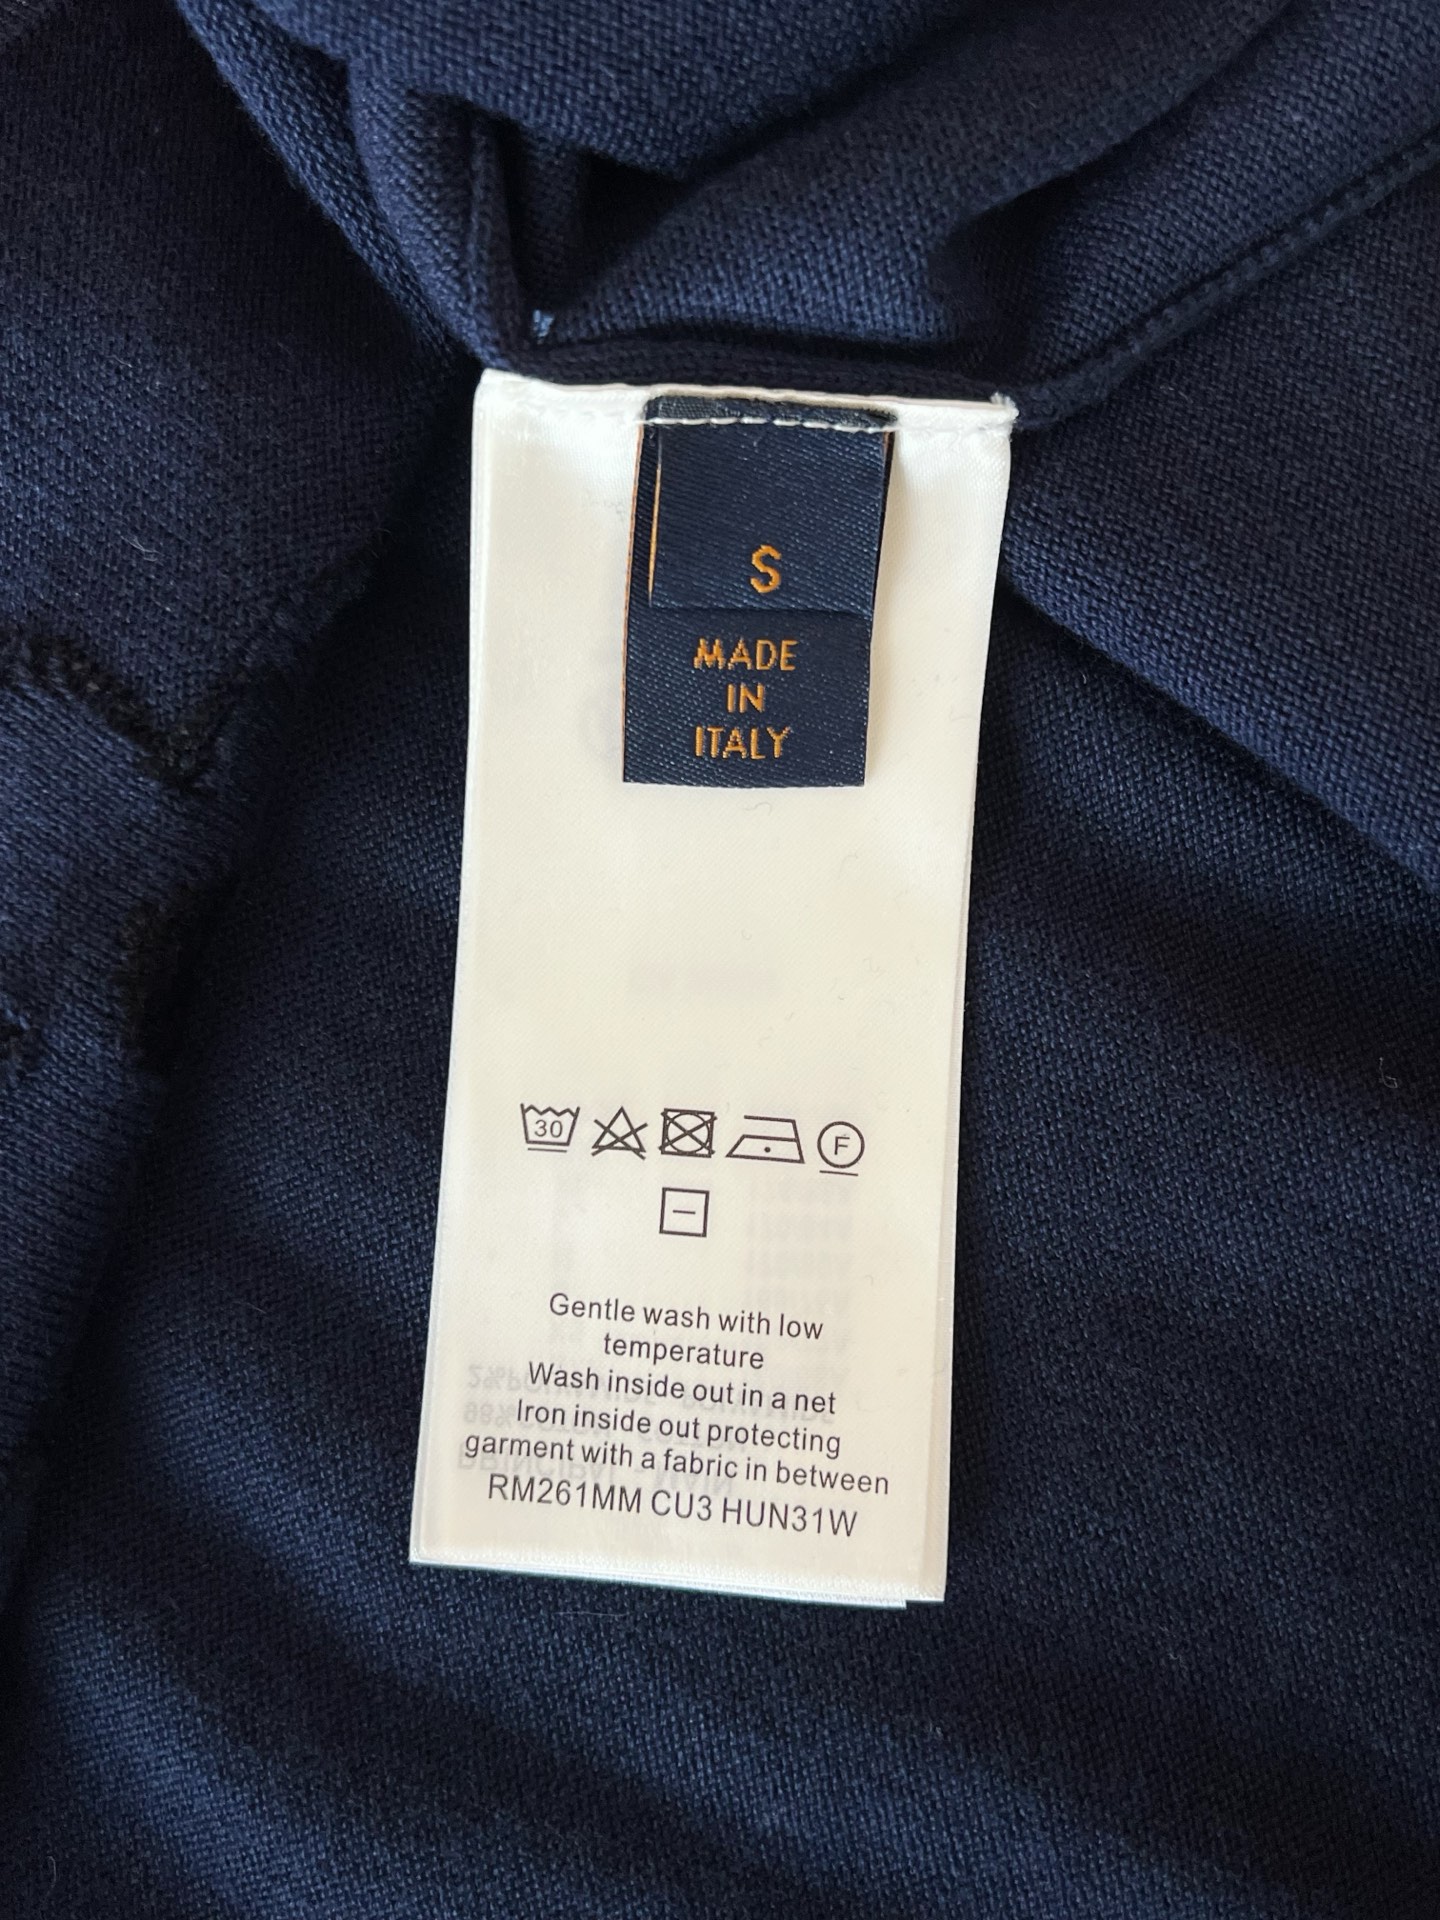 S
MADE
IN
ITALY
30
F
Gentle wash with low
temperature
Wash inside out in a net
Iron inside out protecting
garment with a fabric in between
RM261MM CU3 HUN31W